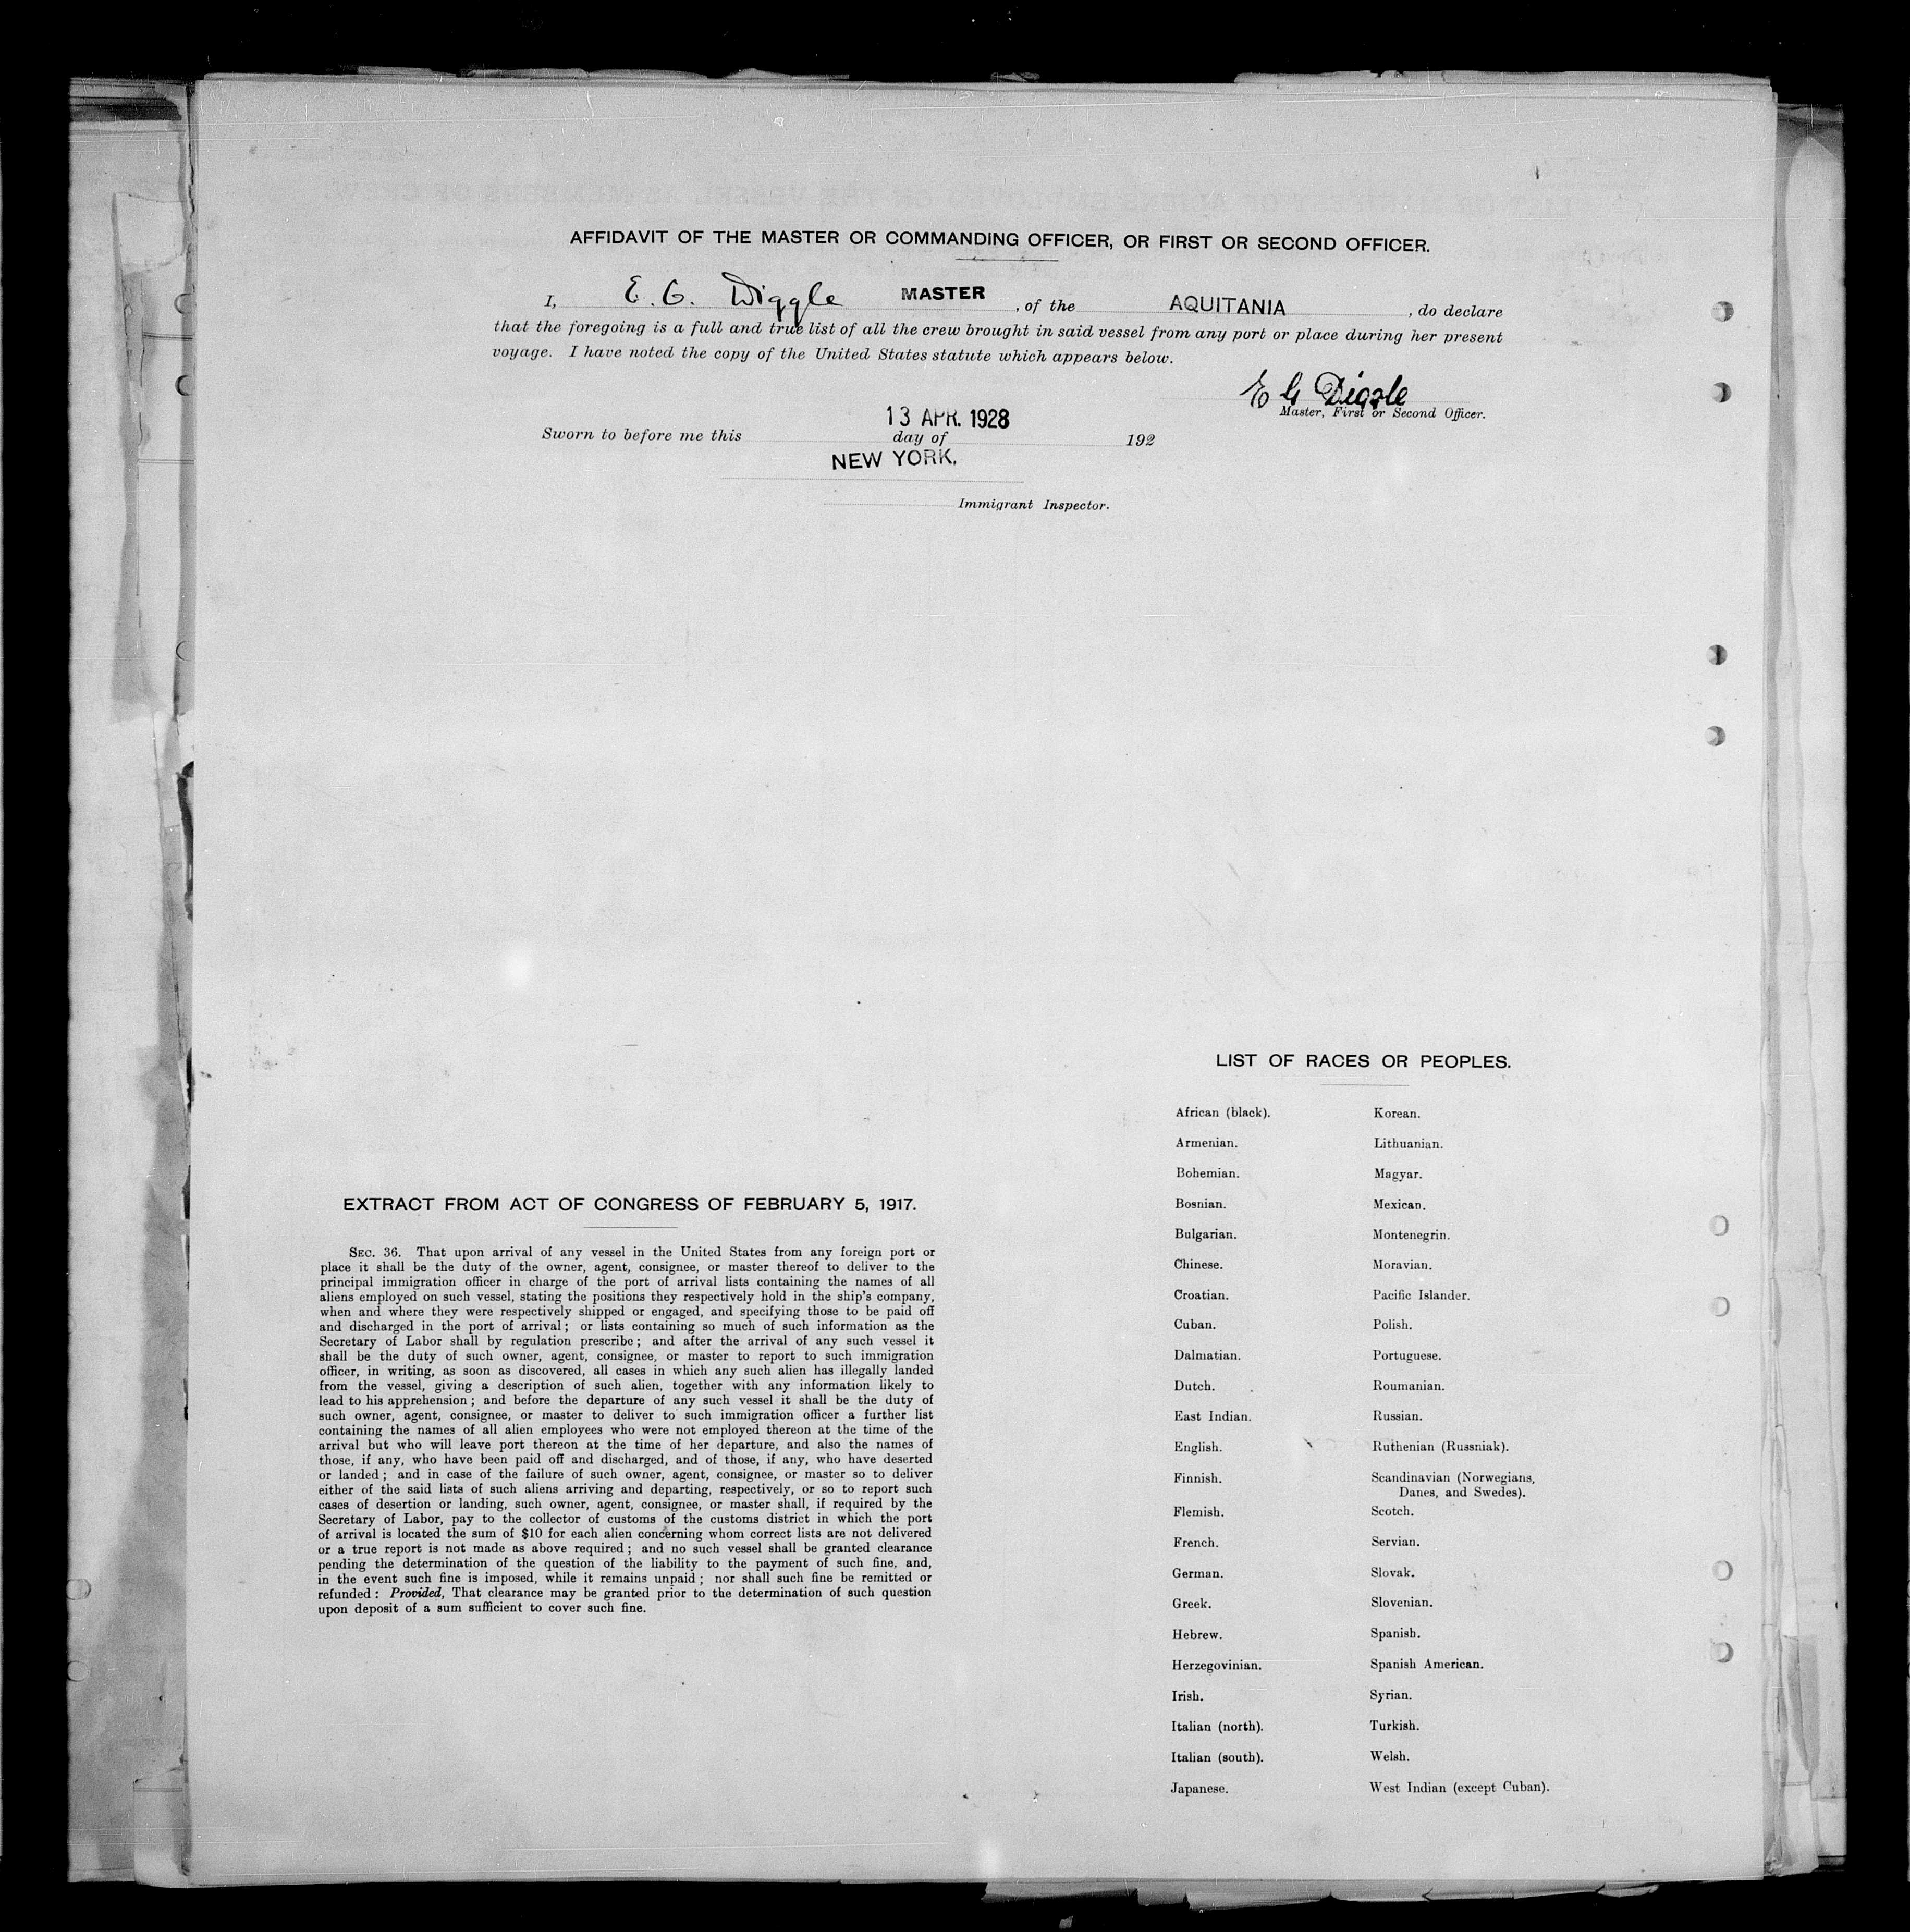 AFFIDAVIT OF THE MASTER OR COMMANDING OFFICER, OR FIRST OR SECOND OFFICER.
I, E. G. Diggle MASTER, of the AQUITANIA, do declare
that the foregoing is a full and true list of all the crew brought in said vessel from any port or place during her present
voyage. I have noted the copy of the United States statute which appears below.
E G Diggle
Master, First or Second Officer.
13 APR. 1928
Sworn to before me this day of 192
NEW YORK.
Immigrant Inspector.
EXTRACT FROM ACT OF CONGRESS OF FEBRUARY 5, 1917.
SEC. 36. That upon arrival of any vessel in the United States from any foreign port or
place it shall be the duty of the owner, agent, consignee, or master thereof to deliver to the
principal immigration officer in charge of the port of arrival lists containing the names of all
aliens employed on such vessel, stating the positions they respectively hold in the ship's company,
when and where they were respectively shipped or engaged, and specifying those to be paid off
and discharged in the port of arrival; or lists containing so much of such information as the
Secretary of Labor shall by regulation prescribe; and after the arrival of any such vessel it
shall be the duty of such owner, agent, consignee, or master to report to such immigration
officer, in writing, as soon as discovered, all cases in which any such alien has illegally landed
from the vessel, giving a description of such alien, together with any information likely to
lead to his apprehension; and before the departure of any such vessel it shall be the duty of
such owner, agent, consignee, or master to deliver to such immigration officer a further list
containing the names of all alien employees who were not employed thereon at the time of the
arrival but who will leave port thereon at the time of her departure, and also the names of
those, if any, who have been paid off and discharged, and of those, if any, who have deserted
or landed; and in case of the failure of such owner, agent, consignee, or master so to deliver
either of the said lists of such aliens arriving and departing, respectively, or so to report such
cases of desertion or landing, such owner, agent, consignee, or master shall, if required by the
Secretary of Labor, pay to the collector of customs of the customs district in which the port
of arrival is located the sum of $10 for each alien concerning whom correct lists are not delivered
or a true report is not made as above required; and no such vessel shall be granted clearance
pending the determination of the question of the liability to the payment of such fine, and,
in the event such fine is imposed, while it remains unpaid; nor shall such fine be remitted or
refunded: Provided, That clearance may be granted prior to the determination of such question
upon deposit of a sum sufficient to cover such fine.
LIST OF RACES OR PEOPLES.
African (black).
Armenian.
Bohemian.
Bosnian.
Bulgarian.
Chinese.
Croatian.
Cuban.
Dalmatian.
Dutch.
East Indian.
English.
Finnish.
Flemish.
French.
German.
Greek.
Hebrew.
Herzegovinian.
Irish.
Italian (north).
Italian (south).
Japanese.
Korean.
Lithuanian.
Magyar.
Mexican.
Montenegrin.
Moravian.
Pacific Islander.
Polish.
Portuguese.
Roumanian.
Russian.
Ruthenian (Russniak).
Scandinavian (Norwegians,
Danes, and Swedes).
Scotch.
Servian.
Slovak.
Slovenian.
Spanish.
Spanish American.
Syrian.
Turkish.
Welsh.
West Indian (except Cuban).